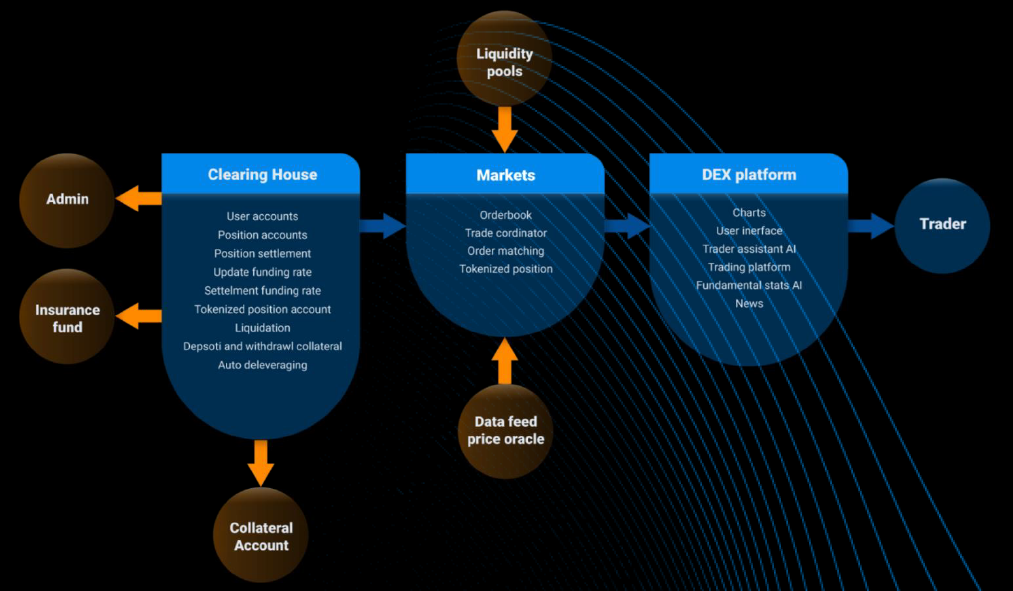 Liquidity
pools
Admin
Insurance
fund
Clearing House
User accounts
Position accounts
Position settlement
Update funding rate
Settelment funding rate
Tokenized position account
Liquidation
Depsoti and withdrawl collateral
Auto deleveraging
Collateral
Account
Markets
Orderbook
Trade cordinator
Order matching
Tokenized position
Data feed
price oracle
DEX platform
Charts
User inerface
Trader assistant AI
Trading platform
Fundamental stats AI
News
Trader